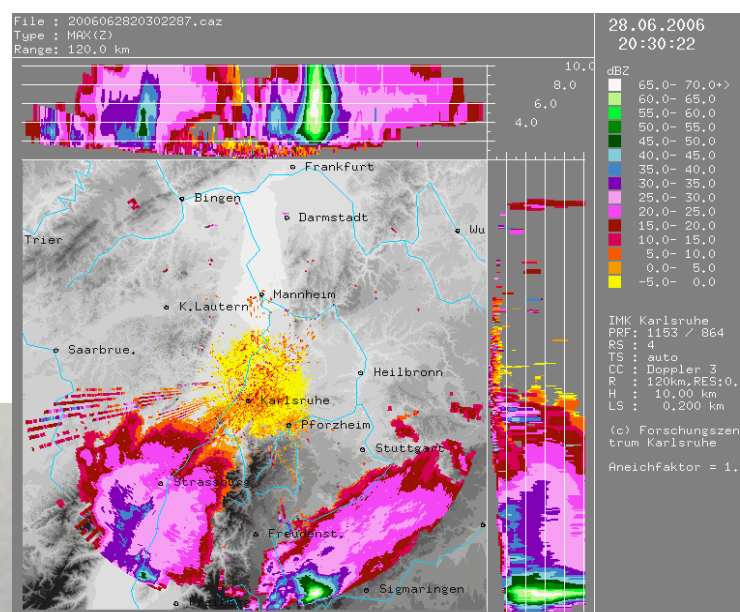 File : 2006062820302287.caz
Type : MAX(Z)
Range: 120.0 km
28.06.2006
20:30:22
10.0
8.0
6.0
4.0
dBZ
65.0- 70.0+>
60.0- 65.0
55.0- 60.0
50.0- 55.0
45.0- 50.0
40.0- 45.0
35.0- 40.0
30.0- 35.0
25.0- 30.0
20.0- 25.0
15.0- 20.0
10.0- 15.0
5.0- 10.0
0.0- 5.0
-5.0- 0.0
Frankfurt
Bingen
Darmstadt
Trier
Wu
Mannheim
K.Lautern
Saarbrue.
Heilbronn
Karlsruhe
Pforzheim
Stuttgart
Strassburg
Freudenst.
Sigmaringen
IMK Karlsruhe
PRF: 1153 / 864
RS : 4
TS : auto
CC : Doppler 3
R : 120km,RES:0.
H : 10.00 km
LS : 0.200 km
(c) Forschungszen
trum Karlsruhe
Aneichfaktor = 1.